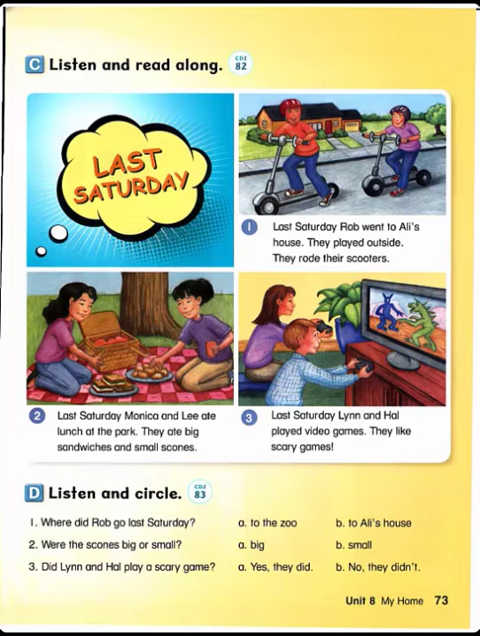 C Listen and read along. CD2 82
LAST
SATURDAY
1 Last Saturday Rob went to Ali's
house. They played outside.
They rode their scooters.
2 Last Saturday Monica and Lee ate
lunch at the park. They ate big
sandwiches and small scones.
3 Last Saturday Lynn and Hal
played video games. They like
scary games!
D Listen and circle. CD2 83
1. Where did Rob go last Saturday? a. to the zoo b. to Ali's house
2. Were the scones big or small? a. big b. small
3. Did Lynn and Hal play a scary game? a. Yes, they did. b. No, they didn't.
Unit 8 My Home 73